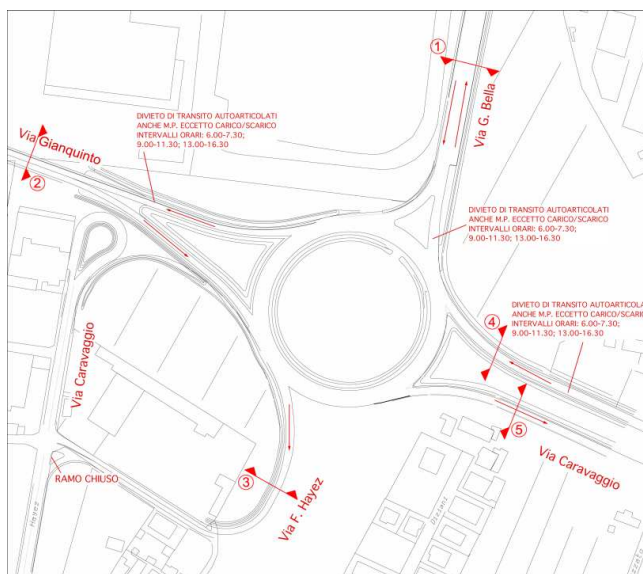 1
Via G. Bella
DIVIETO DI TRANSITO AUTOARTICOLATI
ANCHE M.P. ECCETTO CARICO/SCARICO
INTERVALLI ORARI: 6.00-7.30;
9.00-11.30; 13.00-16.30
Via Gianquinto
2
DIVIETO DI TRANSITO AUTOARTICOLATI
ANCHE M.P. ECCETTO CARICO/SCARICO
INTERVALLI ORARI: 6.00-7.30;
9.00-11.30; 13.00-16.30
DIVIETO DI TRANSITO AUTOARTICOLA
ANCHE M.P. ECCETTO CARICO/SCARIC
INTERVALLI ORARI: 6.00-7.30;
9.00-11.30; 13.00-16.30
4
Via Caravaggio
5
Via Caravaggio
3
RAMO CHIUSO
Via F. Hayez
Hayez